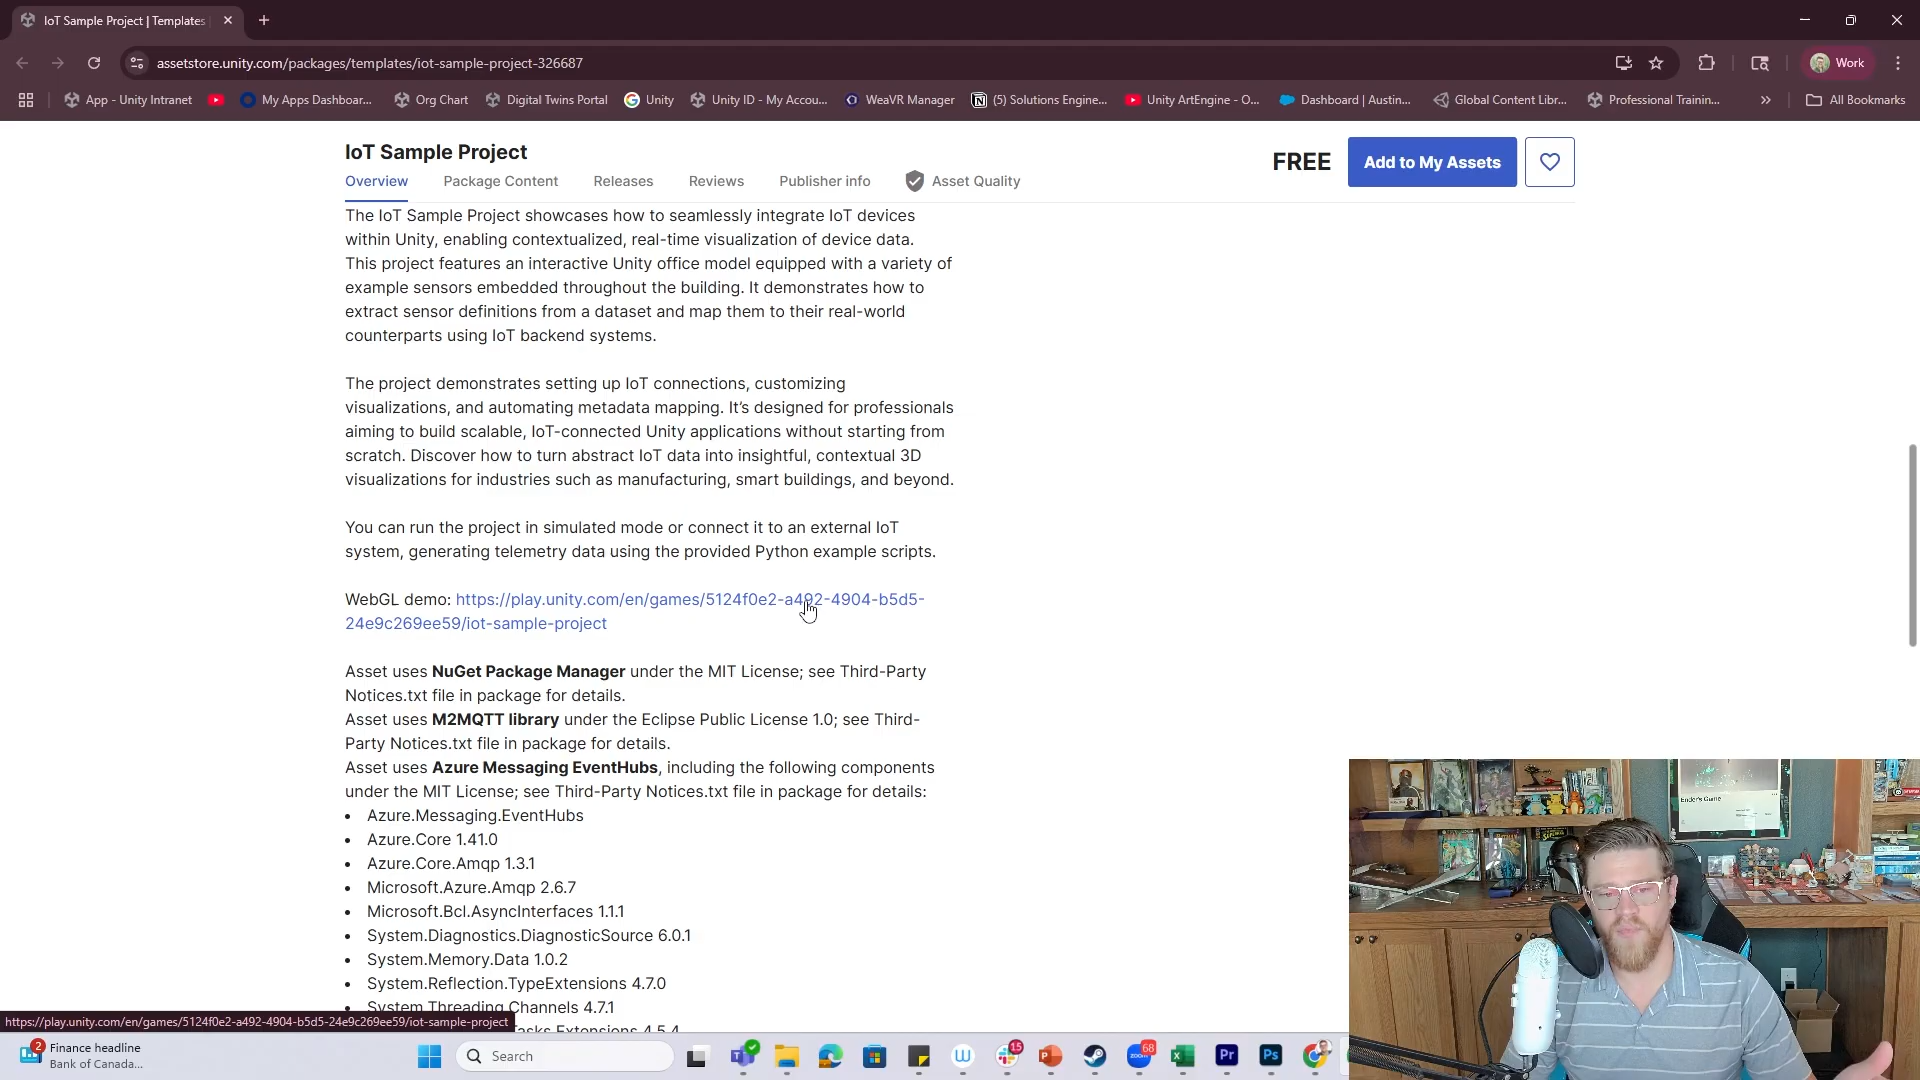 IoT Sample Project | Templates
assetstore.unity.com/packages/templates/iot-sample-project-326687
Work
App - Unity Intranet
My Apps Dashboar...
Org Chart
Digital Twins Portal
Unity
Unity ID - My Accou...
WeaVR Manager
(5) Solutions Engine...
Unity ArtEngine - O...
Dashboard | Austin...
Global Content Libr...
Professional Trainin...
All Bookmarks
IoT Sample Project
FREE
Add to My Assets
Overview
Package Content
Releases
Reviews
Publisher info
Asset Quality
The IoT Sample Project showcases how to seamlessly integrate IoT devices
within Unity, enabling contextualized, real-time visualization of device data.
This project features an interactive Unity office model equipped with a variety of
example sensors embedded throughout the building. It demonstrates how to
extract sensor definitions from a dataset and map them to their real-world
counterparts using IoT backend systems.
The project demonstrates setting up IoT connections, customizing
visualizations, and automating metadata mapping. It's designed for professionals
aiming to build scalable, IoT-connected Unity applications without starting from
scratch. Discover how to turn abstract IoT data into insightful, contextual 3D
visualizations for industries such as manufacturing, smart buildings, and beyond.
You can run the project in simulated mode or connect it to an external IoT
system, generating telemetry data using the provided Python example scripts.
WebGL demo: https://play.unity.com/en/games/5124f0e2-a492-4904-b5d5-
24e9c269ee59/iot-sample-project
Asset uses NuGet Package Manager under the MIT License; see Third-Party
Notices.txt file in package for details.
Asset uses M2MQTT library under the Eclipse Public License 1.0; see Third-
Party Notices.txt file in package for details.
Asset uses Azure Messaging EventHubs, including the following components
under the MIT License; see Third-Party Notices.txt file in package for details:
• Azure.Messaging.EventHubs
• Azure.Core 1.41.0
• Azure.Core.Amqp 1.3.1
• Microsoft.Azure.Amqp 2.6.7
• Microsoft.Bcl.AsyncInterfaces 1.1.1
• System.Diagnostics.DiagnosticSource 6.0.1
• System.Memory.Data 1.0.2
• System.Reflection.TypeExtensions 4.7.0
• System.Threading.Channels 4.7.1
Ender's Game
https://play.unity.com/en/games/5124f0e2-a492-4904-b5d5-24e9c269ee59/iot-sample-project
2
Finance headline
Bank of Canada...
Search
15
68
Pr
Ps